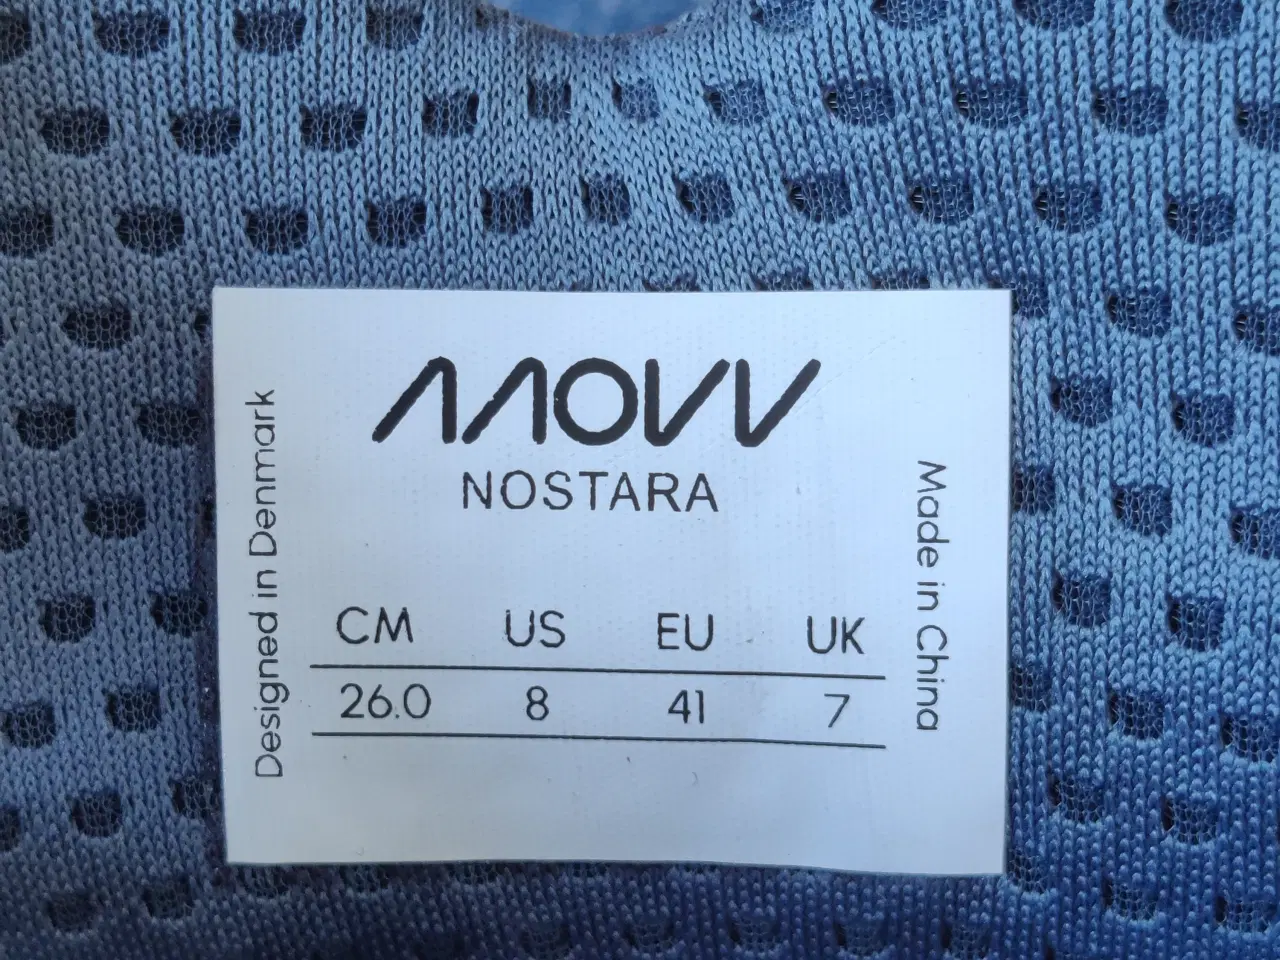 MOVV
NOSTARA
Designed in Denmark
CM US EU UK
26.0 8 41 7
Made in China